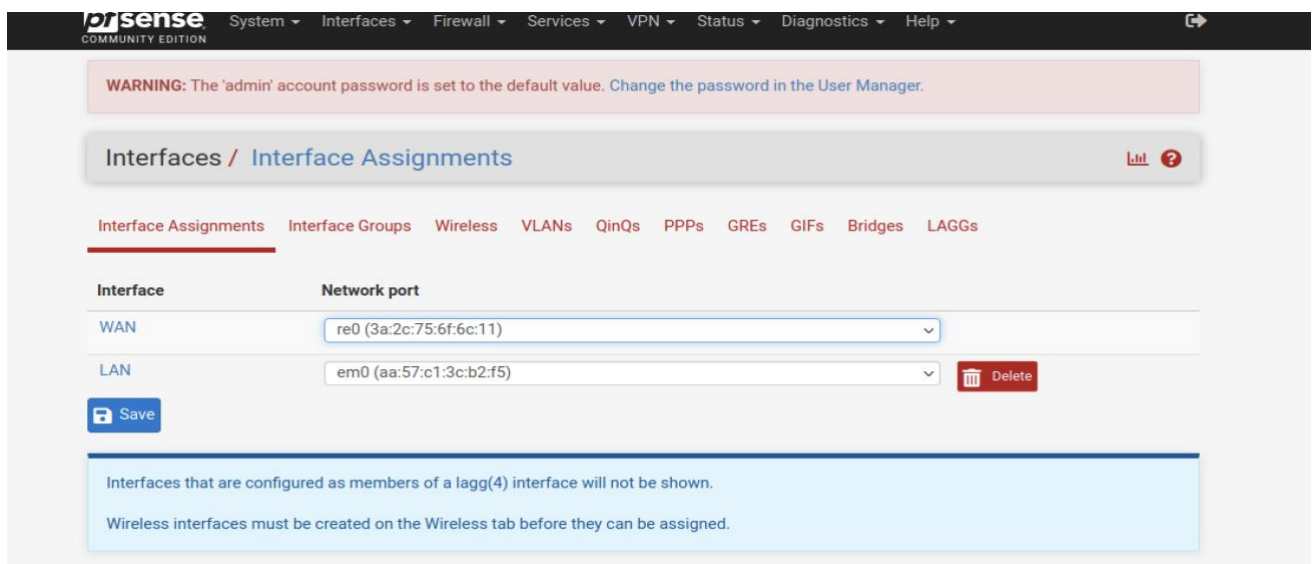 pfsense System Interfaces Firewall Services VPN Status Diagnostics Help
COMMUNITY EDITION
WARNING: The 'admin' account password is set to the default value. Change the password in the User Manager.
Interfaces / Interface Assignments
Interface Assignments Interface Groups Wireless VLANs QinQs PPPs GREs GIFs Bridges LAGGs
Interface Network port
WAN re0 (3a:2c:75:6f:6c:11)
LAN em0 (aa:57:c1:3c:b2:f5) Delete
Save
Interfaces that are configured as members of a lagg(4) interface will not be shown.
Wireless interfaces must be created on the Wireless tab before they can be assigned.